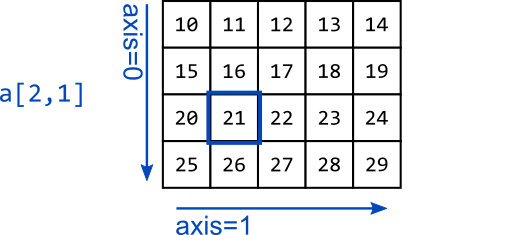 axis=0
10 11 12 13 14
15 16 17 18 19
a[2,1]
20 21 22 23 24
25 26 27 28 29
axis=1